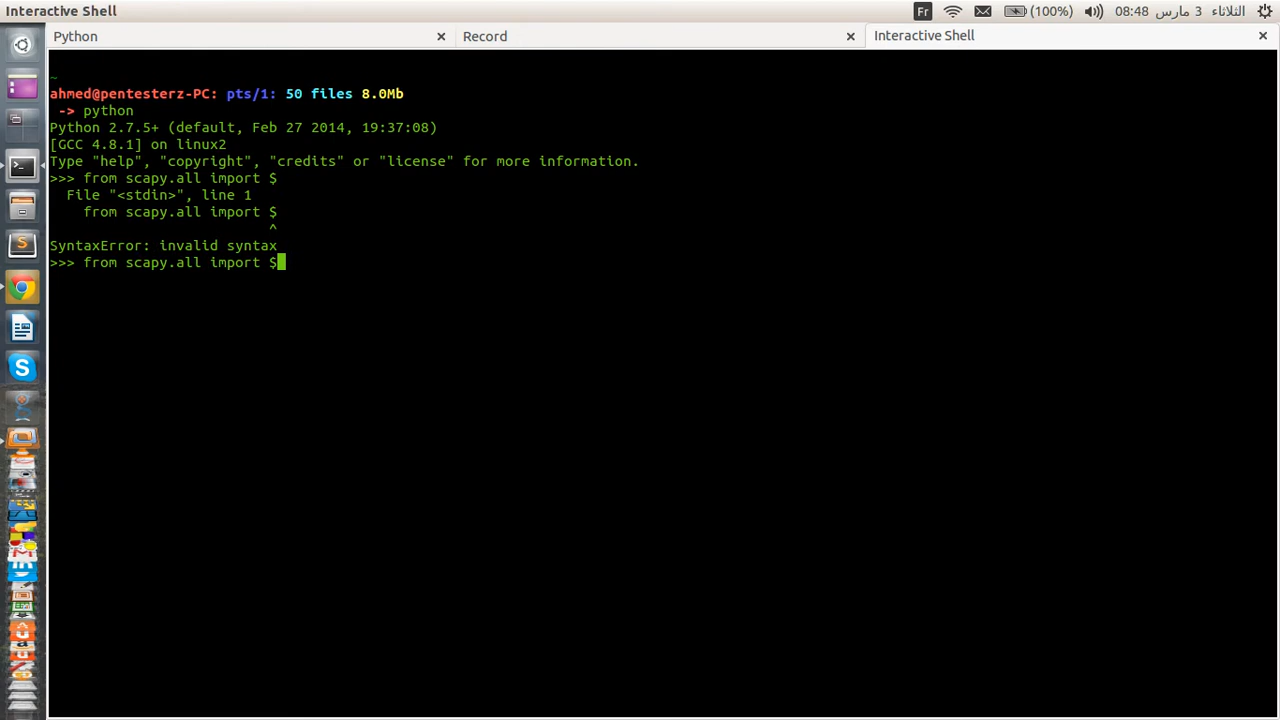 Interactive Shell
Fr
(100%)
08:48 الثلاثاء 3 مارس
Python
Record
Interactive Shell
~
ahmed@pentesterz-PC: pts/1: 50 files 8.0Mb
-> python
Python 2.7.5+ (default, Feb 27 2014, 19:37:08)
[GCC 4.8.1] on linux2
Type "help", "copyright", "credits" or "license" for more information.
>>> from scapy.all import $
  File "<stdin>", line 1
    from scapy.all import $
                          ^
SyntaxError: invalid syntax
>>> from scapy.all import $